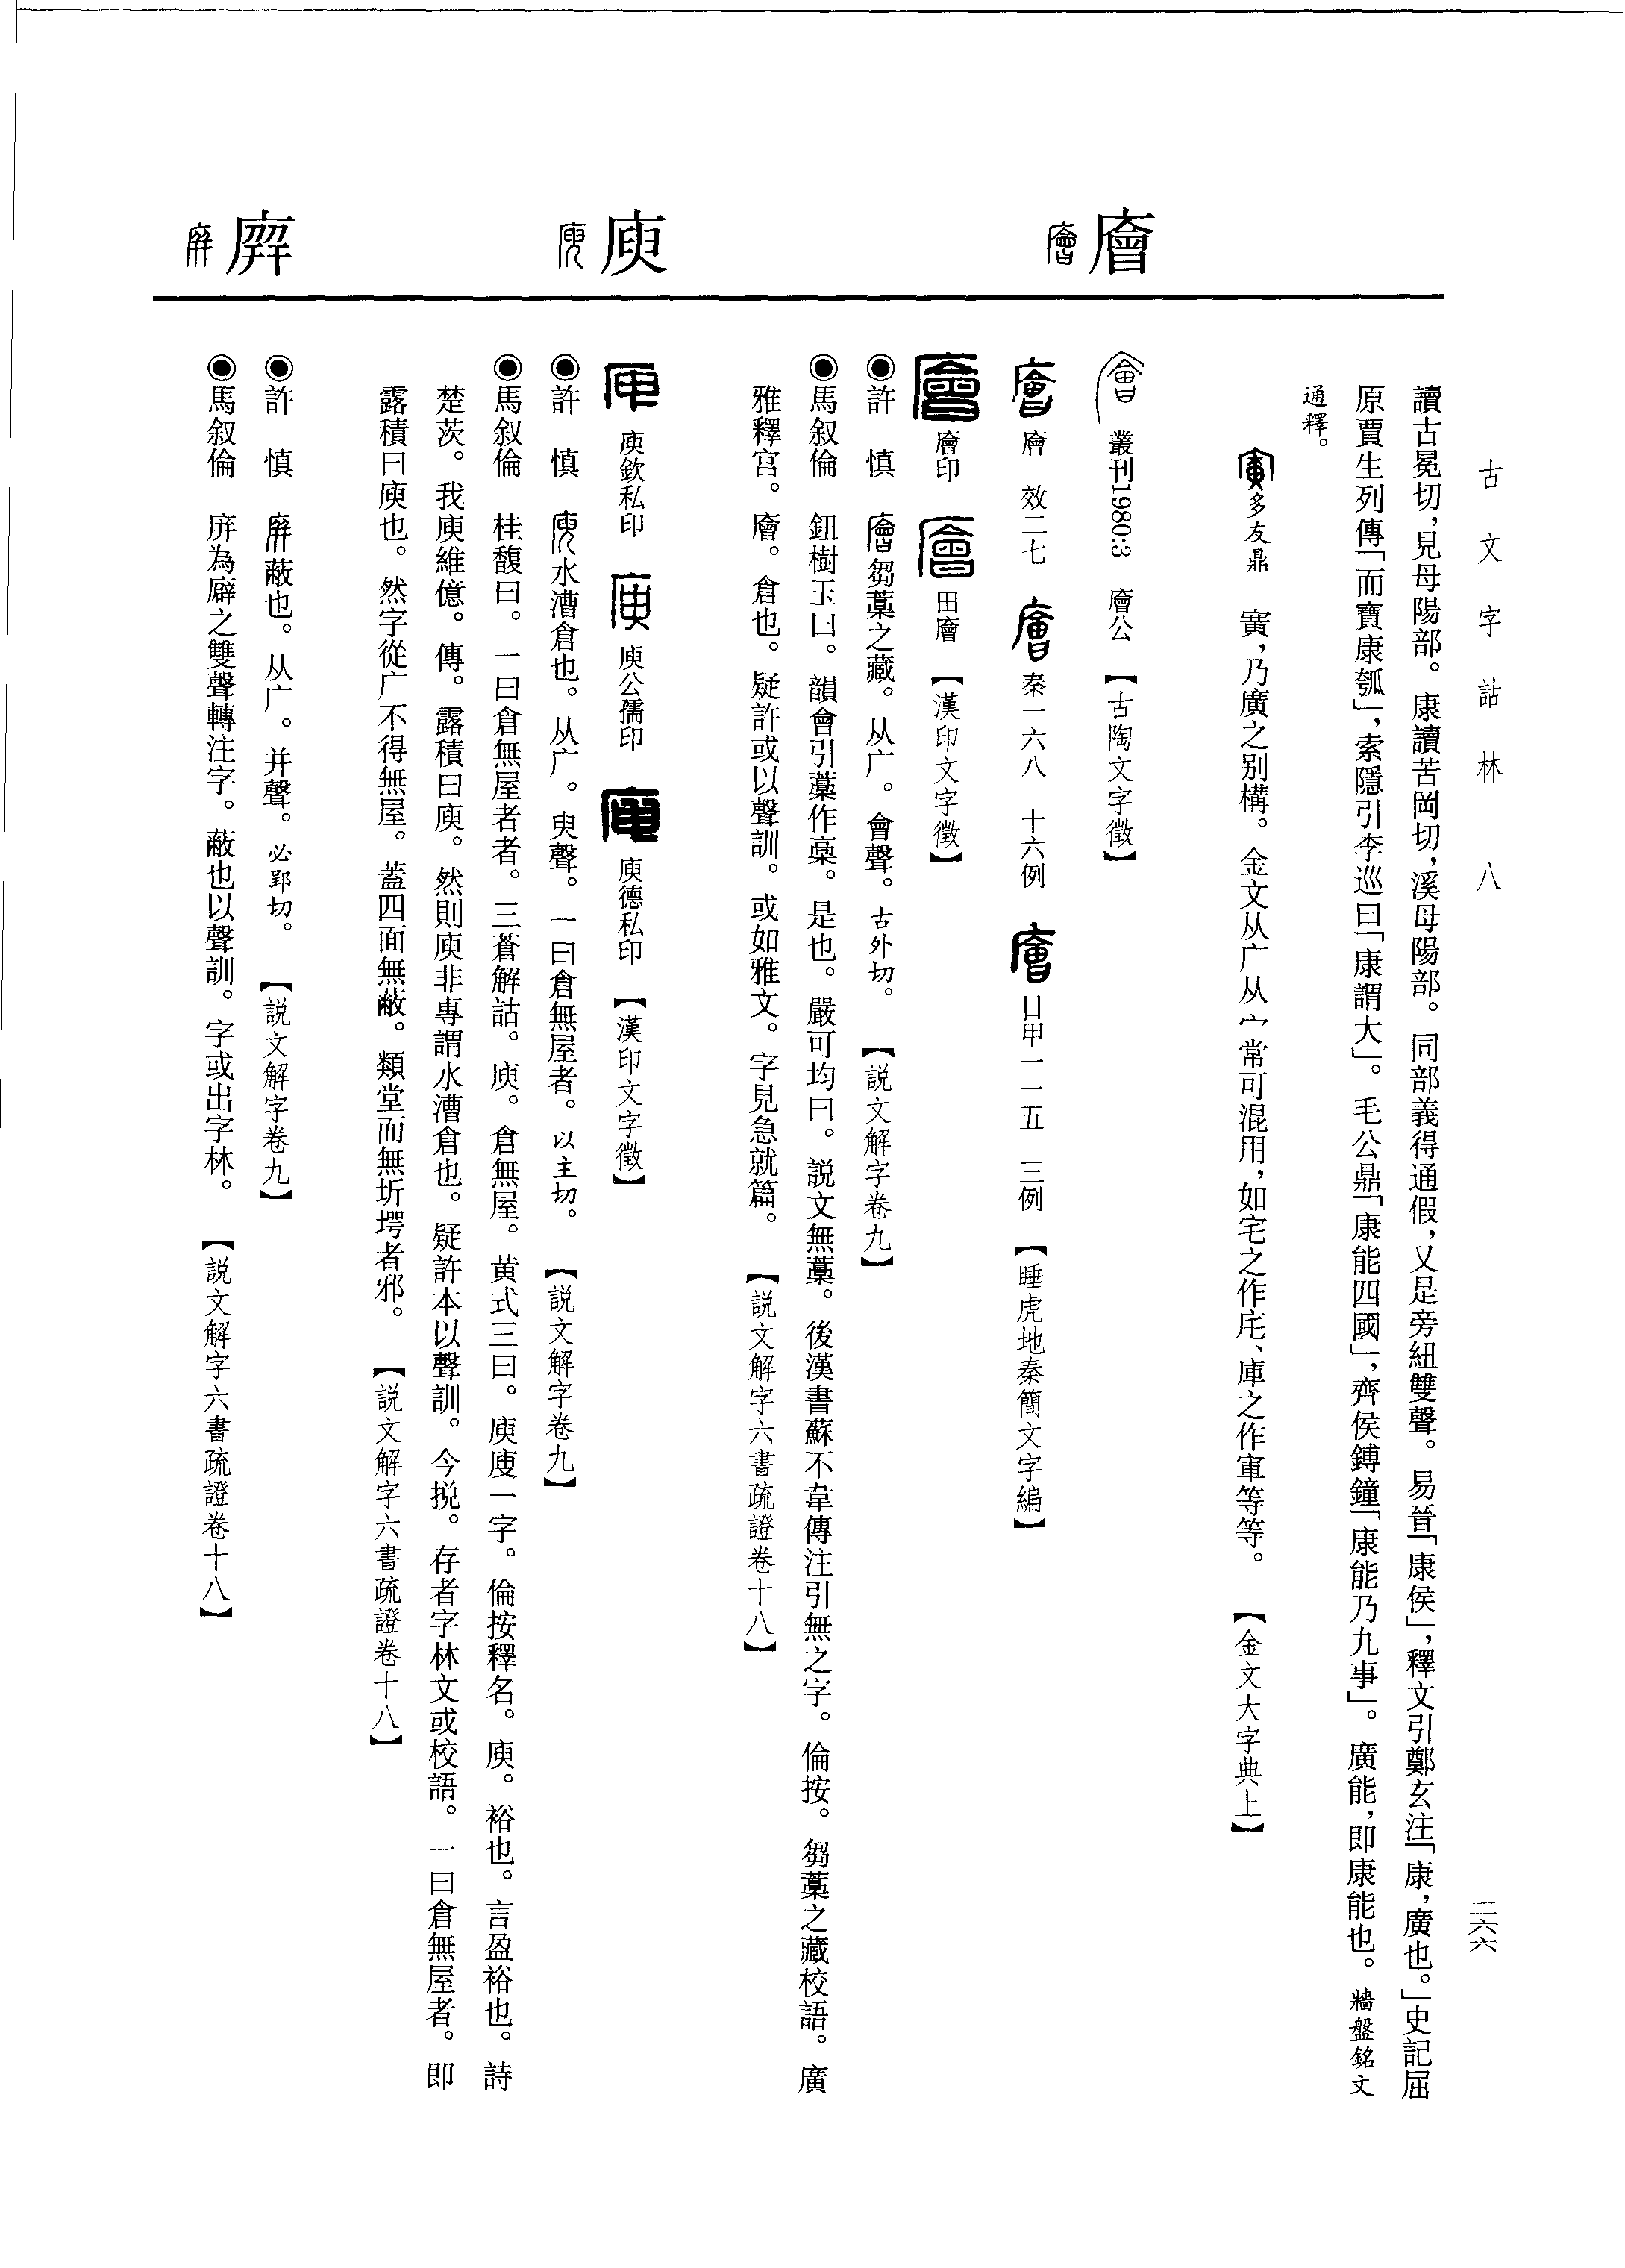 古文字詁林　八
二六六
讀古冕切，見母陽部。康讀苦岡切，溪母陽部。同部義得通假，又是旁紐雙聲。易晉「康侯」，釋文引鄭玄注「康，廣也。」史記屈
原賈生列傳「而寶康瓠」，索隱引李巡曰「康謂大」。毛公鼎「康能四國」，齊侯鎛鐘「康能乃九事」。廣能，即康能也。牆盤銘文
通釋。
多友鼎　寅，乃廣之别構。金文从广从宀常可混用，如宅之作㡯、庫之作𡨥等等。【金文大字典上】
廥
叢刊1980:3　廥公【古陶文字徵】
廥　效二七　秦一六八　十六例　日甲一一五　三例【睡虎地秦簡文字編】
廥印　田廥【漢印文字徵】
◉許　慎　芻藁之藏。从广。會聲。古外切。【説文解字卷九】
◉馬叙倫　鈕樹玉曰。韻會引藁作稾。是也。嚴可均曰。説文無藁。後漢書蘇不韋傳注引無之字。倫按。芻藁之藏校語。廣
雅釋宫。廥。倉也。疑許或以聲訓。或如雅文。字見急就篇。【説文解字六書疏證卷十八】
庾
庾欽私印　庾公孺印　庾德私印【漢印文字徵】
◉許　慎　水漕倉也。从广。臾聲。一曰倉無屋者。以主切。【説文解字卷九】
◉馬叙倫　桂馥曰。一曰倉無屋者者。三蒼解詁。庾。倉無屋。黄式三曰。庾廋一字。倫按釋名。庾。裕也。言盈裕也。詩
楚茨。我庾維億。傳。露積曰庾。然則庾非專謂水漕倉也。疑許本以聲訓。今捝。存者字林文或校語。一曰倉無屋者。即
露積曰庾也。然字從广不得無屋。蓋四面無蔽。類堂而無圻堮者邪。【説文解字六書疏證卷十八】
庰
◉許　慎　蔽也。从广。并聲。必郢切。【説文解字卷九】
◉馬叙倫　庰為廦之雙聲轉注字。蔽也以聲訓。字或出字林。【説文解字六書疏證卷十八】